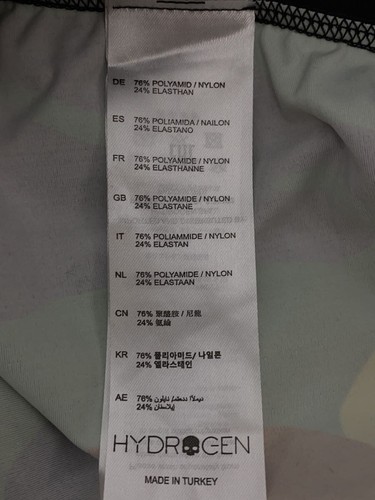 DE 76% POLYAMID / NYLON
24% ELASTHAN
ES 76% POLIAMIDA / NAILON
24% ELASTANO
FR 76% POLYAMIDE / NYLON
24% ELASTHANNE
GB 76% POLYAMIDE / NYLON
24% ELASTANE
IT 76% POLIAMMIDE / NYLON
24% ELASTAN
NL 76% POLYAMIDE / NYLON
24% ELASTAAN
CN 76% 聚醯胺 / 尼龍
24% 氨綸
KR 76% 폴리아미드/ 나일론
24% 엘라스테인
AE 76%
24%
HYDROGEN
MADE IN TURKEY